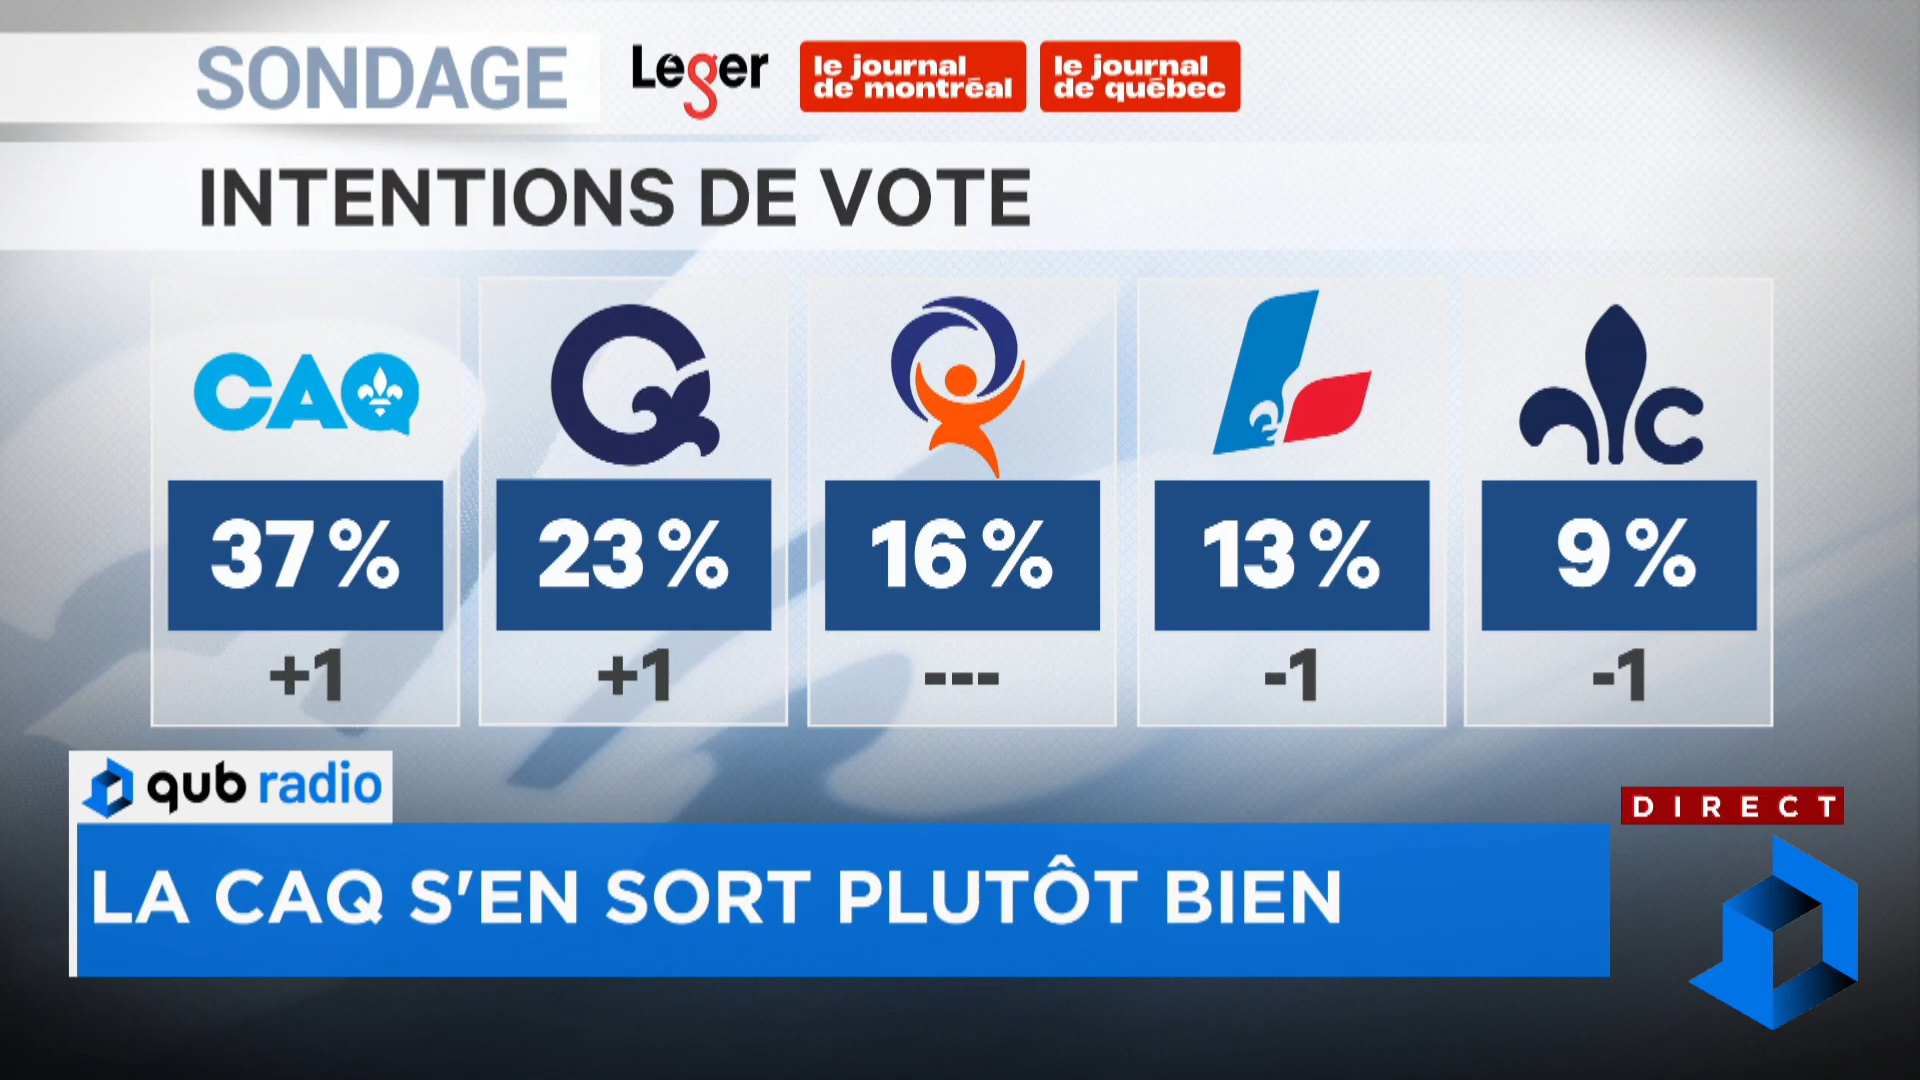 SONDAGE
Léger
le journal
de montréal
le journal
de québec
INTENTIONS DE VOTE
CAQ
37%
+1
Q
23%
+1
16%
---
13%
-1
C
9%
-1
qub radio
DIRECT
LA CAQ S'EN SORT PLUTÔT BIEN